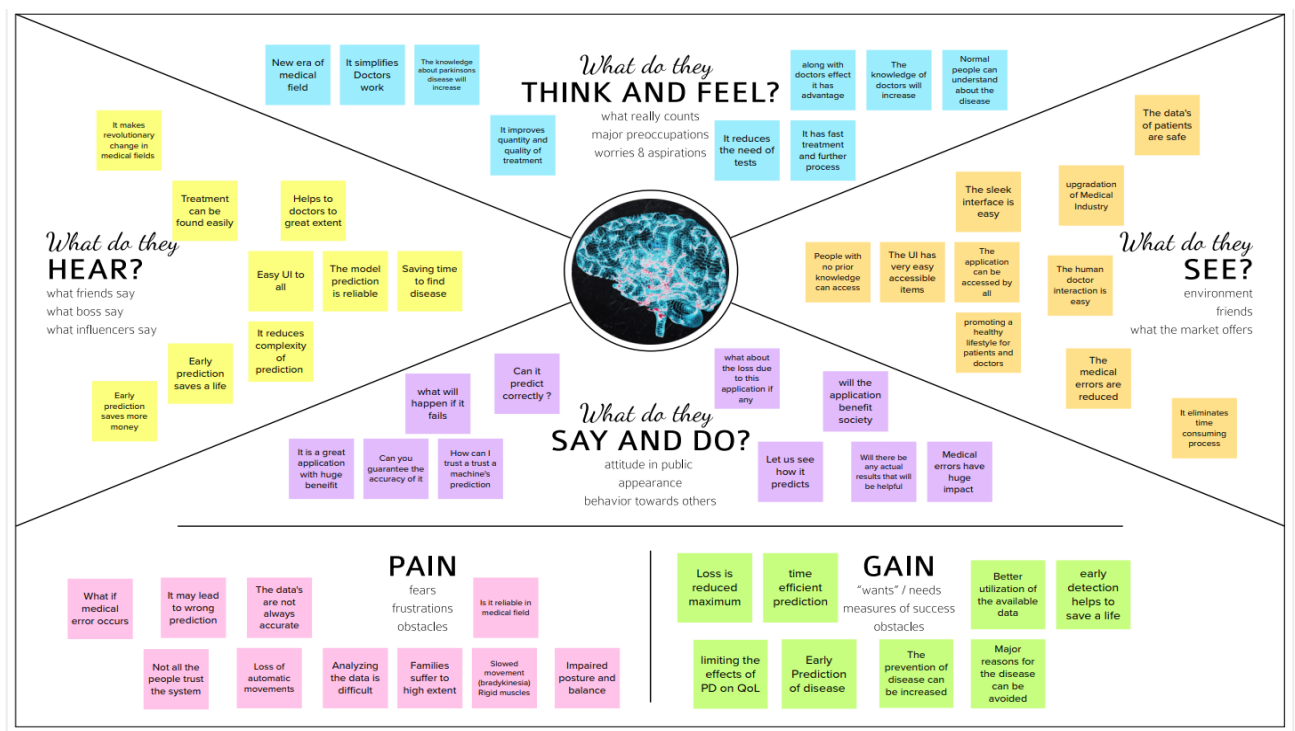 What do they
THINK AND FEEL?
what really counts
major preoccupations
worries & aspirations
New era of
medical
field
It simplifies
Doctors
work
The knowledge
about parkinsons
disease will
increase
It improves
quantity and
quality of
treatment
along with
doctors effect
it has
advantage
The
knowledge of
doctors will
increase
Normal
people can
understand
about the
disease
It reduces
the need of
tests
It has fast
treatment
and further
process
What do they
HEAR?
what friends say
what boss say
what influencers say
It makes
revolutionary
change in
medical fields
Treatment
can be
found easily
Helps to
doctors to
great extent
Easy UI to
all
The model
prediction
is reliable
Saving time
to find
disease
It reduces
complexity
of
prediction
Early
prediction
saves a life
Early
prediction
saves more
money
What do they
SEE?
environment
friends
what the market offers
The data's
of patients
are safe
The sleek
interface is
easy
upgradation
of Medical
Industry
People with
no prior
knowledge
can access
The UI has
very easy
accessible
items
The
application
can be
accessed by
all
The human
doctor
interaction is
easy
promoting a
healthy
lifestyle for
patients and
doctors
The
medical
errors are
reduced
It eliminates
time
consuming
process
What do they
SAY AND DO?
attitude in public
appearance
behavior towards others
what will
happen if it
fails
Can it
predict
correctly ?
It is a great
application
with huge
beneifit
Can you
guarantee the
accuracy of it
How can I
trust a trust a
machine's
prediction
what about
the loss due
to this
application if
any
will the
application
benefit
society
Let us see
how it
predicts
Will there be
any actual
results that will
be helpful
Medical
errors have
huge
impact
PAIN
fears
frustrations
obstacles
What if
medical
error occurs
It may lead
to wrong
prediction
The data's
are not
always
accurate
Is it reliable in
medical field
Not all the
people trust
the system
Loss of
automatic
movements
Analyzing
the data is
difficult
Families
suffer to
high extent
Slowed
movement
(bradykinesia)
Rigid muscles
Impaired
posture and
balance
GAIN
"wants" / needs
measures of success
obstacles
Loss is
reduced
maximum
time
efficient
prediction
Better
utilization of
the available
data
early
detection
helps to
save a life
limiting the
effects of
PD on QoL
Early
Prediction
of disease
The
prevention of
disease can
be increased
Major
reasons for
the disease
can be
avoided